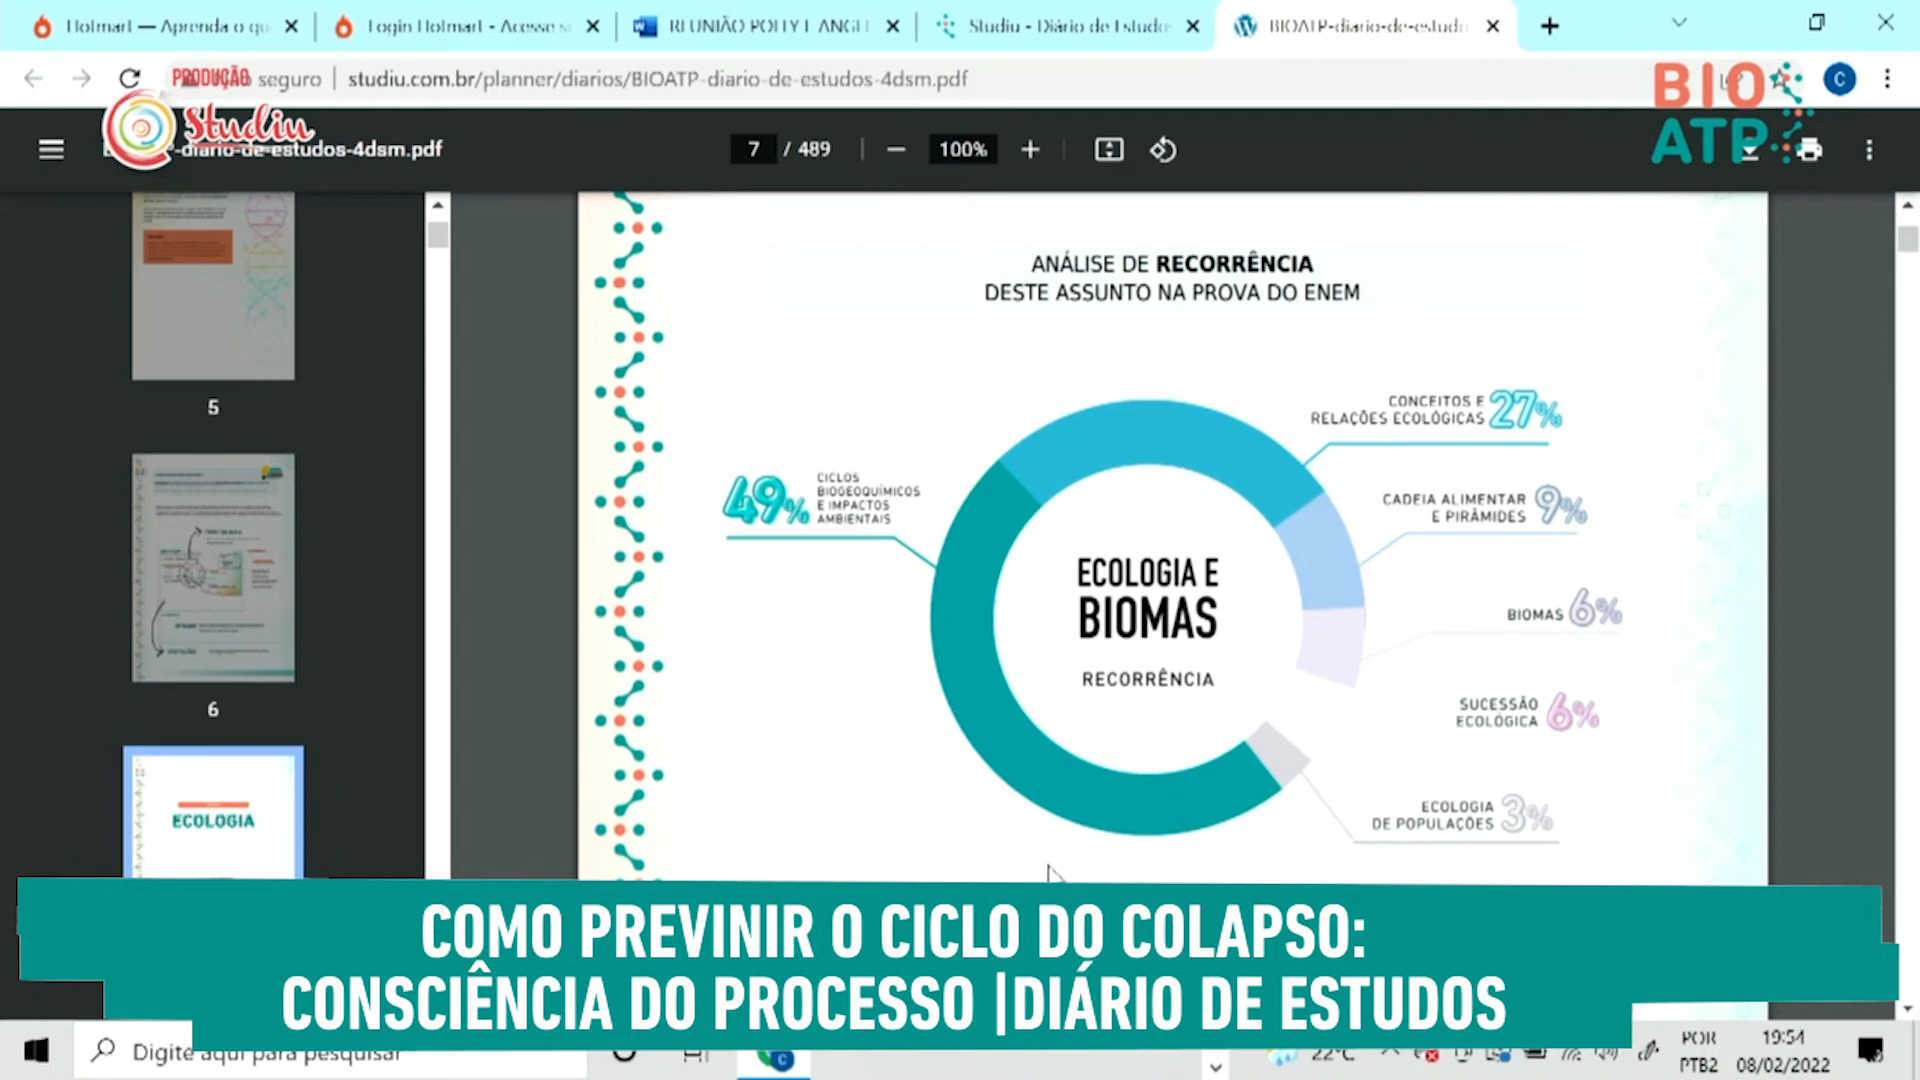 Hotmart — Aprenda o qu
Login Hotmart - Acesse s
REUNIÃO POLLY E ANGEL
Studiu - Diário de Estudo
BIOATP-diario-de-estudo
PRODUÇÃO
seguro
studiu.com.br/planner/diarios/BIOATP-diario-de-estudos-4dsm.pdf
C
BIO
ATP
Studiu
-diario-de-estudos-4dsm.pdf
7 / 489
100%
5
6
ECOLOGIA
ANÁLISE DE RECORRÊNCIA
DESTE ASSUNTO NA PROVA DO ENEM
CONCEITOS E
RELAÇÕES ECOLÓGICAS 27%
49% CICLOS
BIOGEOQUÍMICOS
E IMPACTOS
AMBIENTAIS
CADEIA ALIMENTAR
E PIRÂMIDES 9%
ECOLOGIA E
BIOMAS
RECORRÊNCIA
BIOMAS 6%
SUCESSÃO
ECOLÓGICA 6%
ECOLOGIA
DE POPULAÇÕES 3%
COMO PREVINIR O CICLO DO COLAPSO:
CONSCIÊNCIA DO PROCESSO |DIÁRIO DE ESTUDOS
Digite aqui para pesquisar
C
22°C
POR
PTB2
19:54
08/02/2022